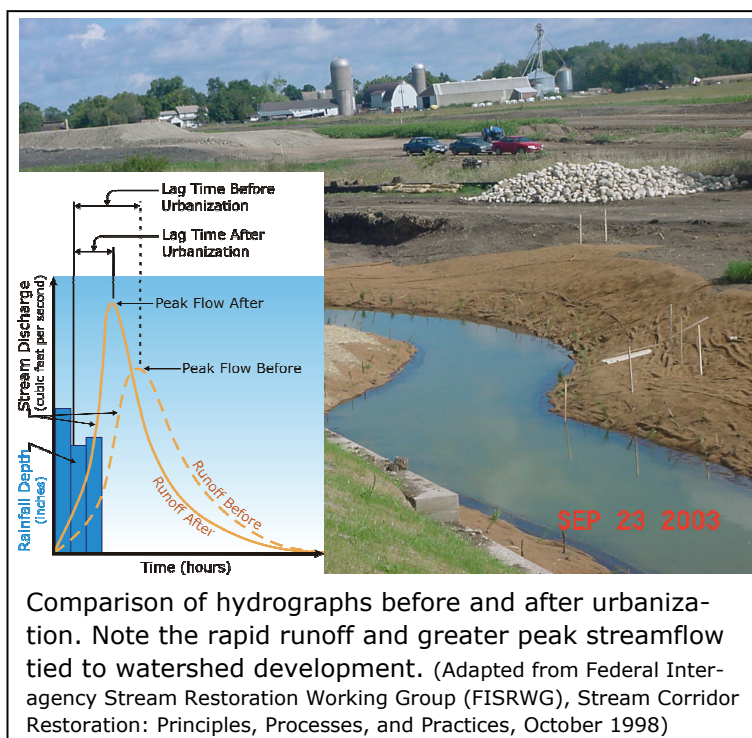 Lag Time Before
Urbanization
Lag Time After
Urbanization
Peak Flow After
Peak Flow Before
Stream Discharge
(cubic feet per second)
Rainfall Depth
(inches)
Runoff Before
Runoff After
Time (hours)
SEP 23 2003
Comparison of hydrographs before and after urbaniza-
tion. Note the rapid runoff and greater peak streamflow
tied to watershed development. (Adapted from Federal Inter-
agency Stream Restoration Working Group (FISRWG), Stream Corridor
Restoration: Principles, Processes, and Practices, October 1998)